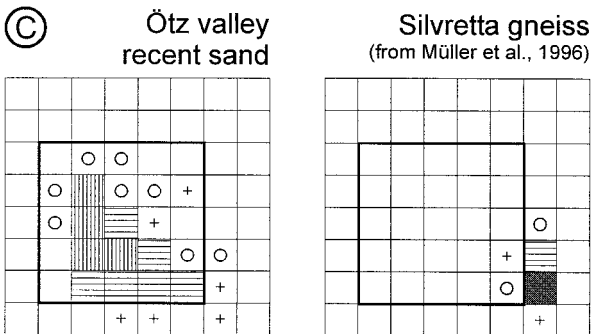 C
Ötz valley
recent sand
Silvretta gneiss
(from Müller et al., 1996)